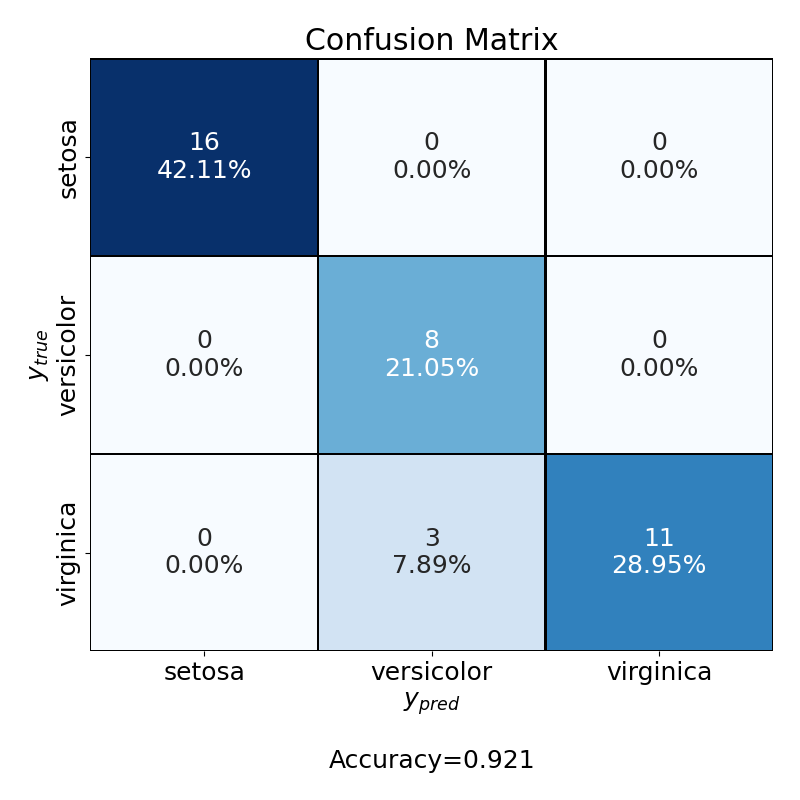 Confusion Matrix
setosa
16
42.11%
0
0.00%
0
0.00%
y_true
versicolor
0
0.00%
8
21.05%
0
0.00%
virginica
0
0.00%
3
7.89%
11
28.95%
setosa
versicolor
virginica
y_pred
Accuracy=0.921